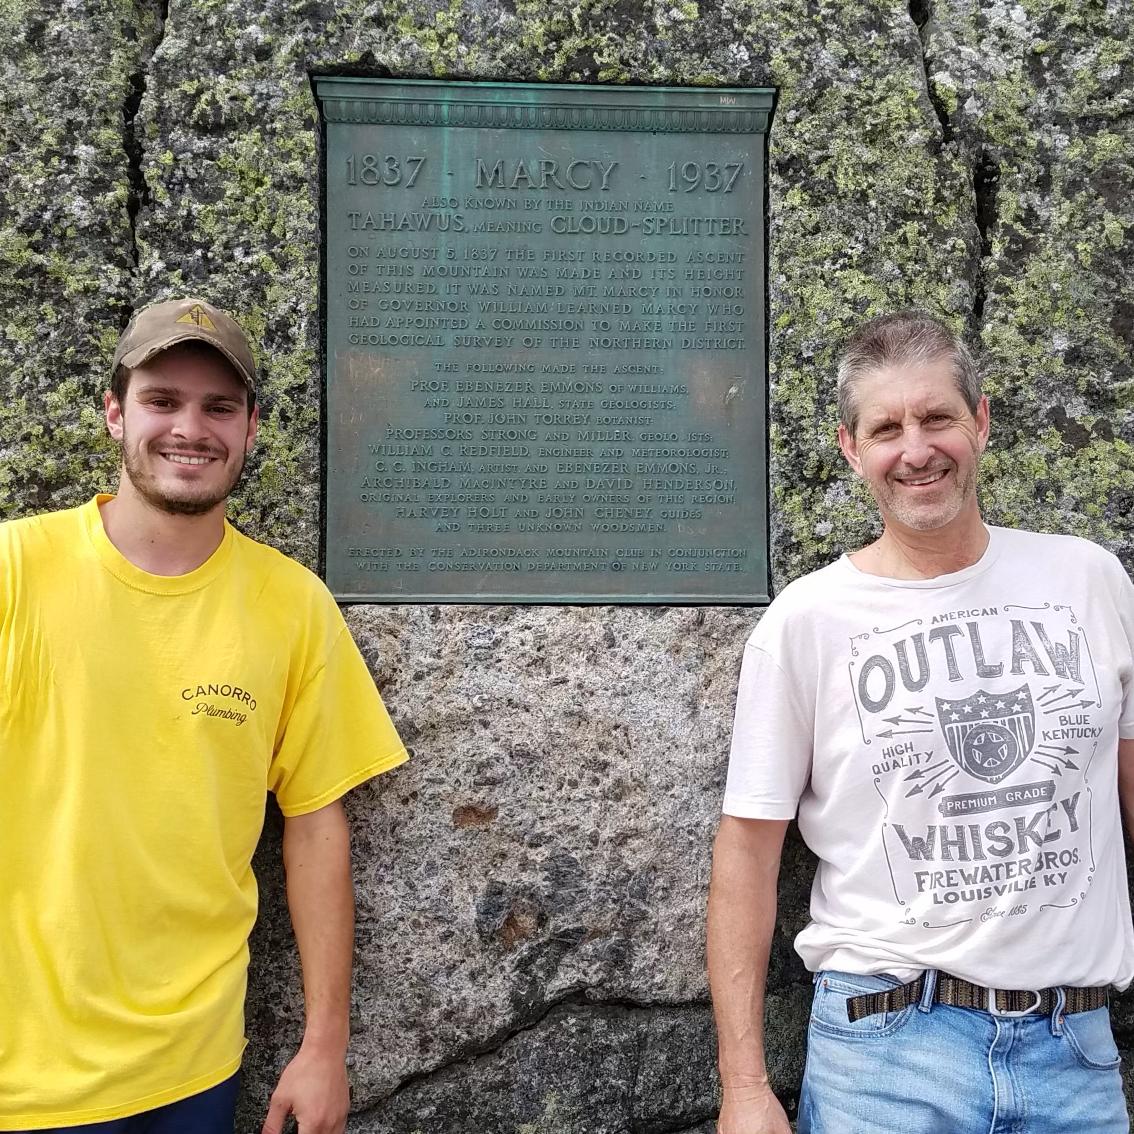 MW
1837 · MARCY · 1937
ALSO KNOWN BY THE INDIAN NAME
TAHAWUS, MEANING CLOUD-SPLITTER
ON AUGUST 5, 1837 THE FIRST RECORDED ASCENT
OF THIS MOUNTAIN WAS MADE AND ITS HEIGHT
MEASURED. IT WAS NAMED MT. MARCY IN HONOR
OF GOVERNOR WILLIAM LEARNED MARCY WHO
HAD APPOINTED A COMMISSION TO MAKE THE FIRST
GEOLOGICAL SURVEY OF THE NORTHERN DISTRICT.
THE FOLLOWING MADE THE ASCENT:
PROF. EBENEZER EMMONS OF WILLIAMS,
AND JAMES HALL, STATE GEOLOGISTS;
PROF. JOHN TORREY BOTANIST
PROFESSORS STRONG AND MILLER, GEOLO ISTS;
WILLIAM C. REDFIELD, ENGINEER AND METEOROLOGIST;
C. C. INGHAM, ARTIST AND EBENEZER EMMONS, JR.;
ARCHIBALD MACINTYRE AND DAVID HENDERSON,
ORIGINAL EXPLORERS AND EARLY OWNERS OF THIS REGION,
HARVEY HOLT AND JOHN CHENEY, GUIDES
AND THREE UNKNOWN WOODSMEN.
ERECTED BY THE ADIRONDACK MOUNTAIN CLUB IN CONJUNCTION
WITH THE CONSERVATION DEPARTMENT OF NEW YORK STATE.
CANORRO
Plumbing
AMERICAN
OUTLAW
HIGH
QUALITY
BLUE
KENTUCKY
PREMIUM GRADE
WHISKEY
FIREWATER BROS.
LOUISVILLE KY
Since 1885